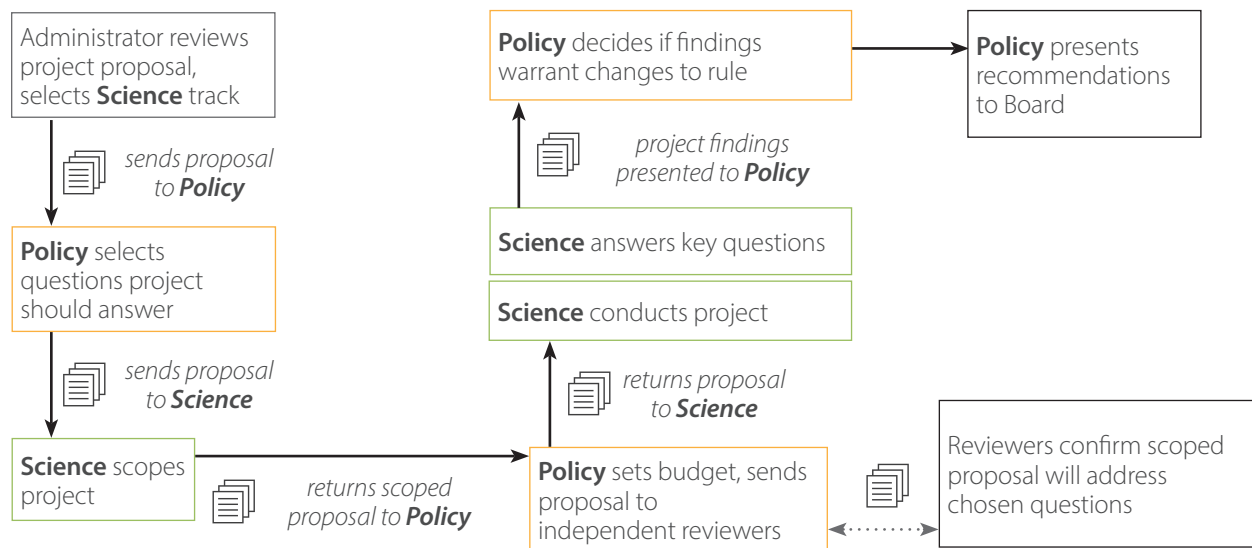 Administrator reviews
project proposal,
selects Science track
sends proposal
to Policy
Policy selects
questions project
should answer
sends proposal
to Science
Science scopes
project
returns scoped
proposal to Policy
Policy sets budget, sends
proposal to
independent reviewers
Reviewers confirm scoped
proposal will address
chosen questions
returns proposal
to Science
Science conducts project
Science answers key questions
project findings
presented to Policy
Policy decides if findings
warrant changes to rule
Policy presents
recommendations
to Board